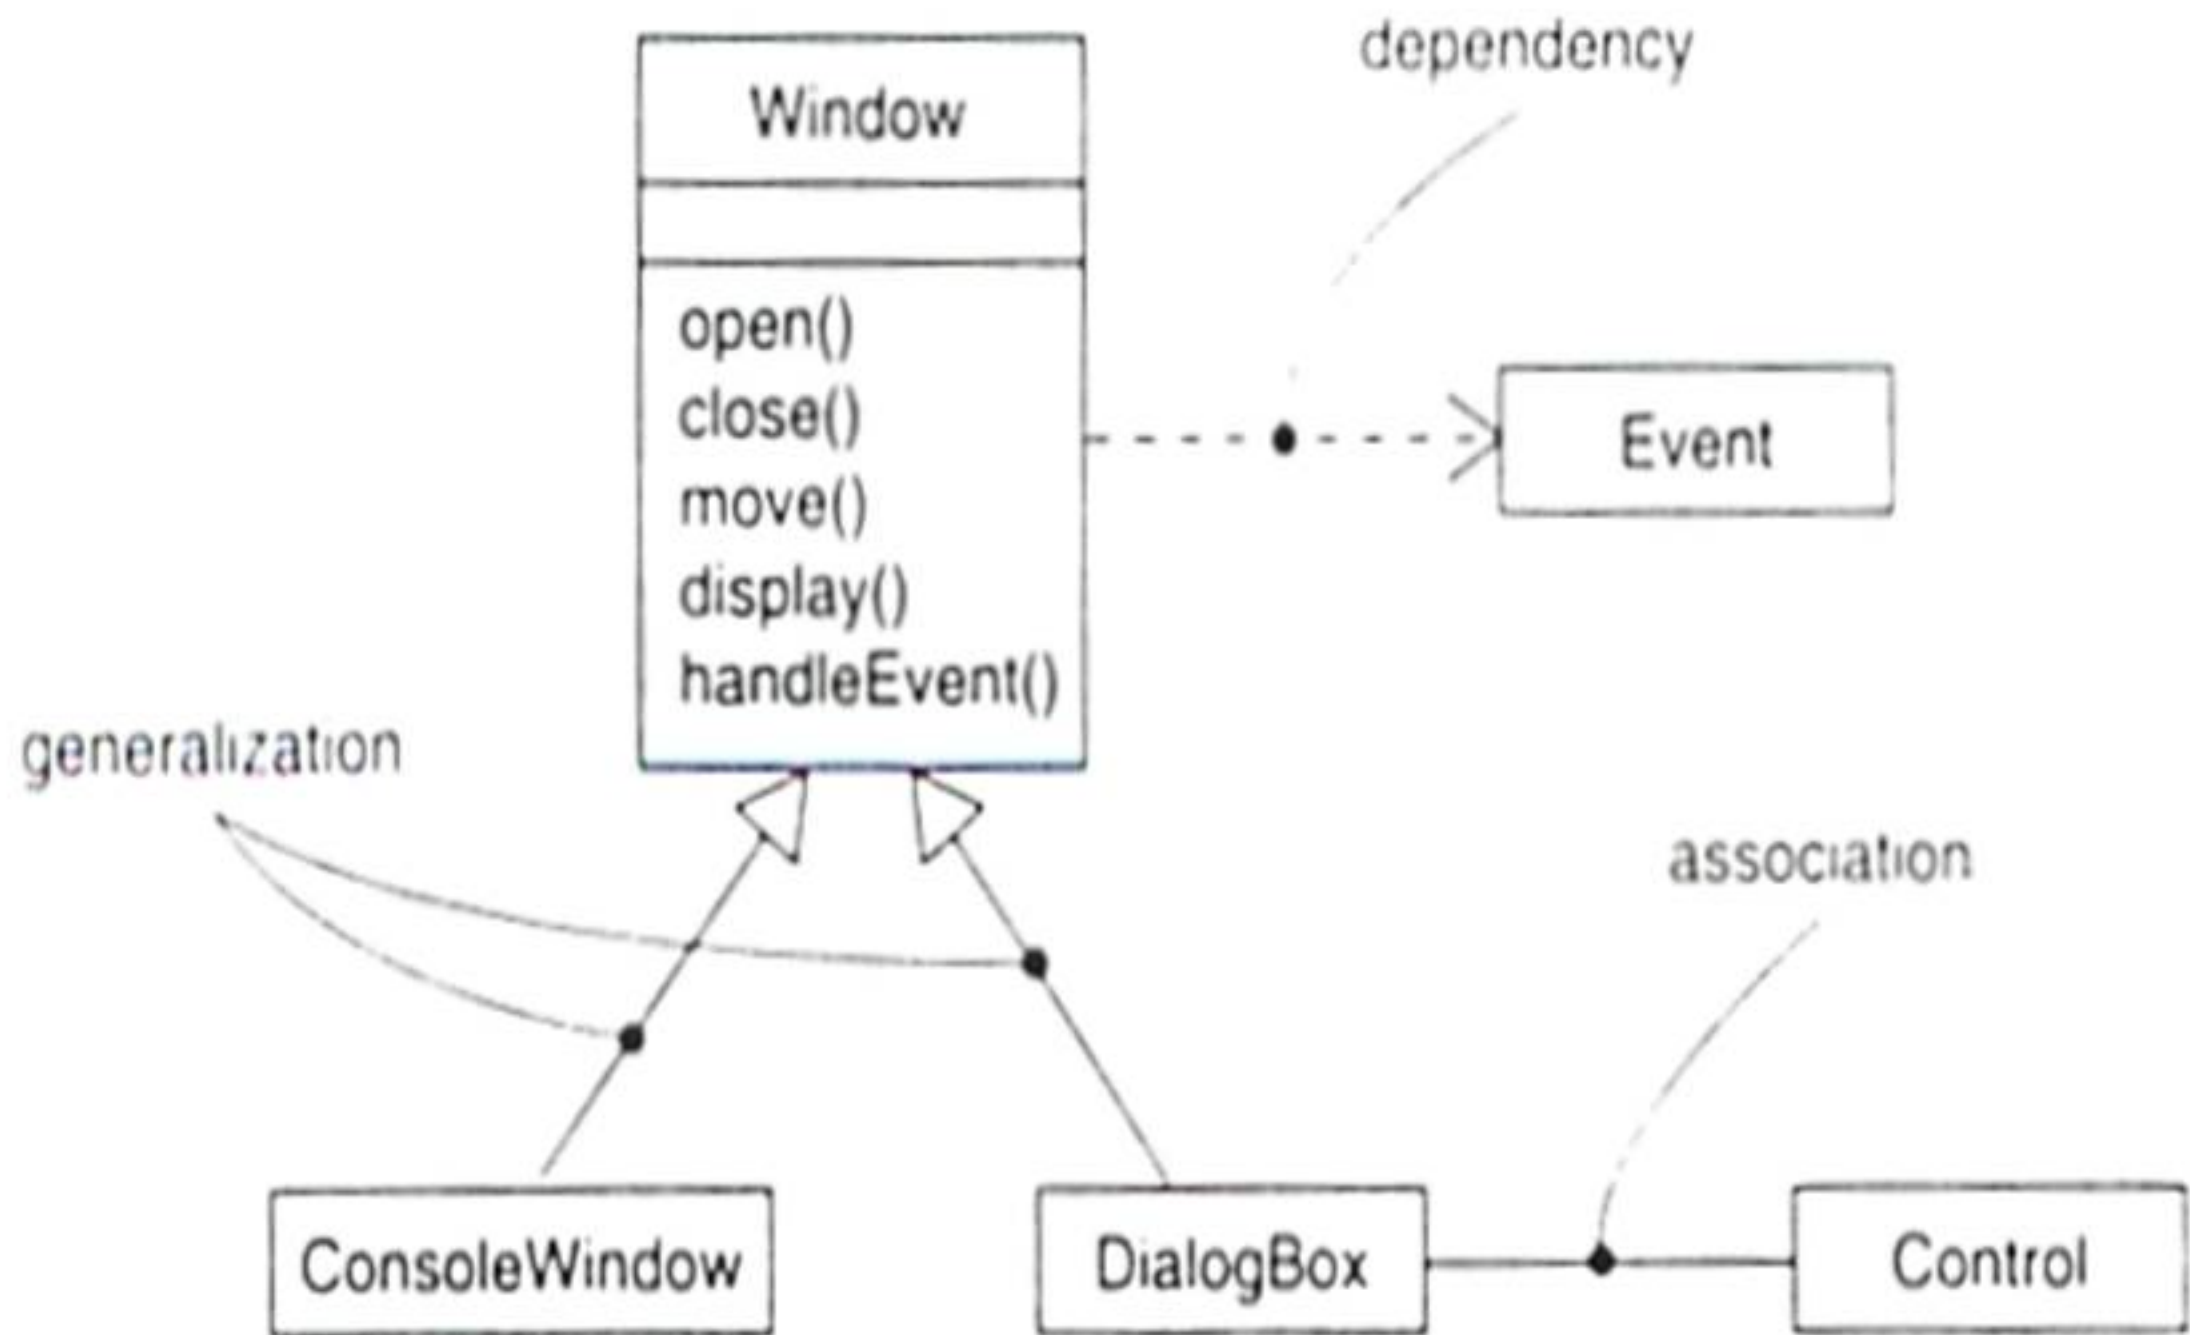 dependency
Window
open()
close()
move()
display()
handleEvent()
Event
generalization
association
ConsoleWindow
DialogBox
Control